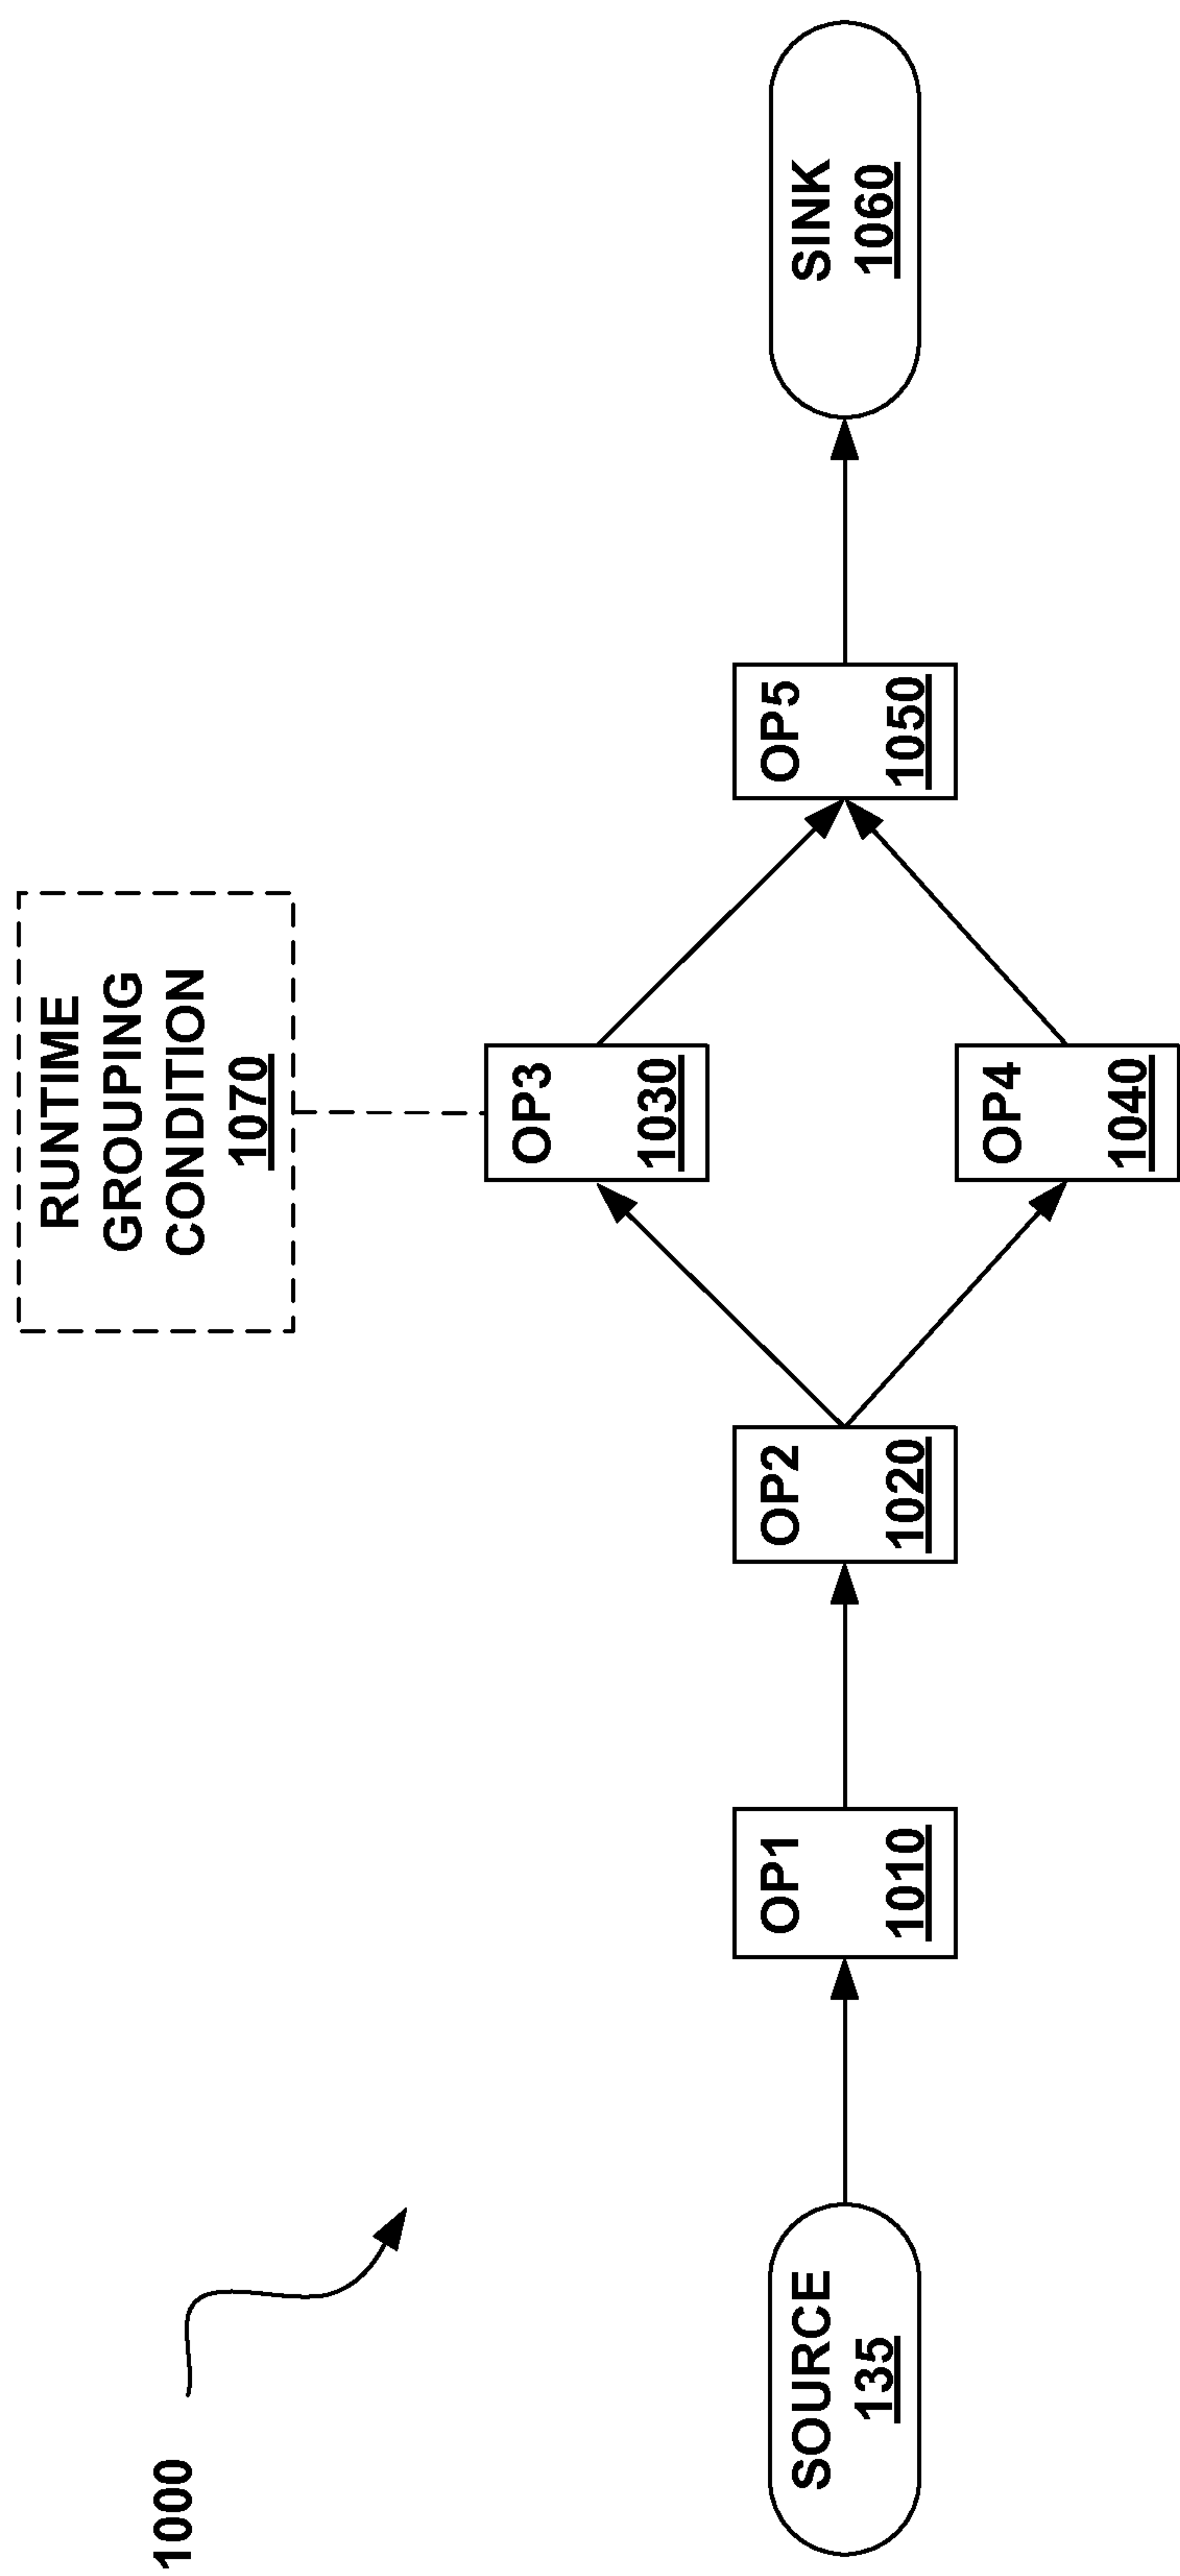 1000
RUNTIME
GROUPING
CONDITION
1070
SOURCE
135
OP1
1010
OP2
1020
OP3
1030
OP4
1040
OP5
1050
SINK
1060